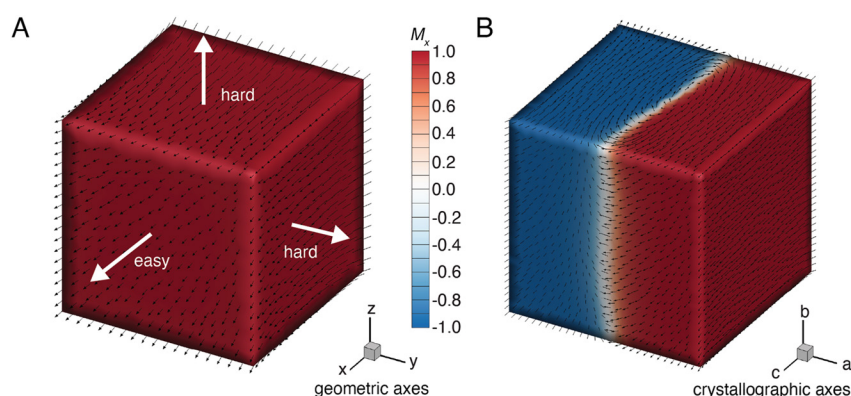 A
hard
easy
hard
z
x
y
geometric axes
Mx
1.0
0.8
0.6
0.4
0.2
0.0
-0.2
-0.4
-0.6
-0.8
-1.0
B
b
c
a
crystallographic axes